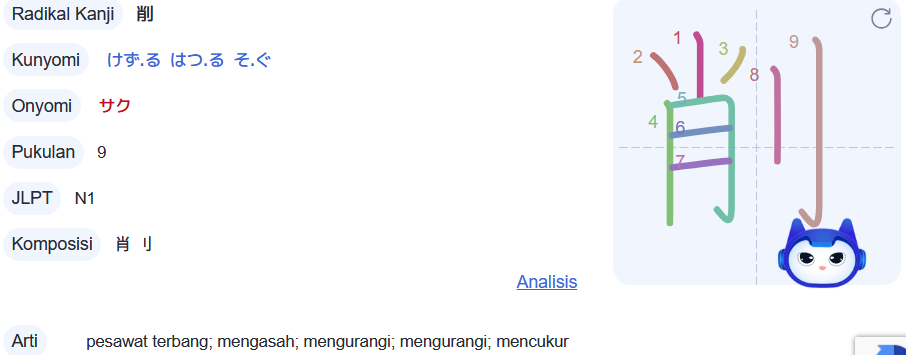 Radikal Kanji 削
Kunyomi けず.る はつ.る そ.ぐ
Onyomi サク
Pukulan 9
JLPT N1
Komposisi 肖 刂
Analisis
Arti pesawat terbang; mengasah; mengurangi; mengurangi; mencukur
1
2
3
4
5
6
7
8
9